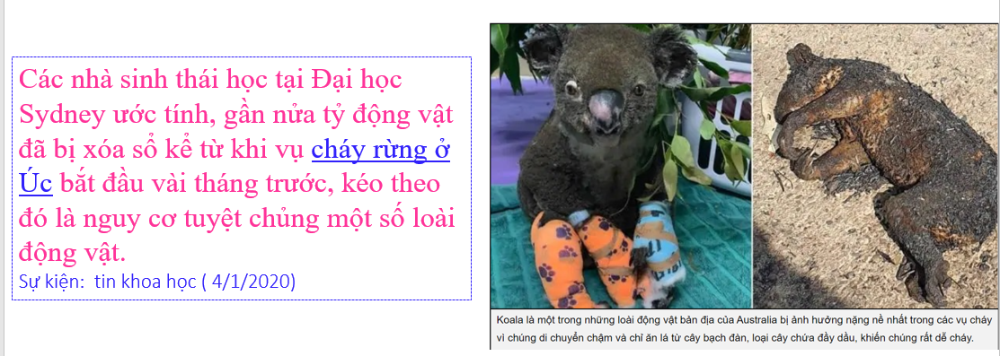 Các nhà sinh thái học tại Đại học
Sydney ước tính, gần nửa tỷ động vật
đã bị xóa sổ kể từ khi vụ cháy rừng ở
Úc bắt đầu vài tháng trước, kéo theo
đó là nguy cơ tuyệt chủng một số loài
động vật.
Sự kiện: tin khoa học ( 4/1/2020)
Koala là một trong những loài động vật bản địa của Australia bị ảnh hưởng nặng nề nhất trong các vụ cháy
vì chúng di chuyển chậm và chỉ ăn lá từ cây bạch đàn, loại cây chứa đầy dầu, khiến chúng rất dễ cháy.